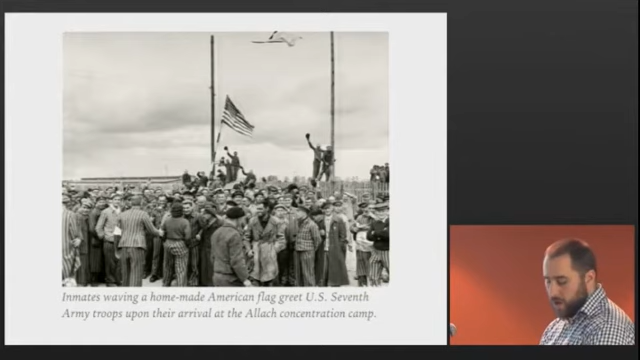 Inmates waving a home-made American flag greet U.S. Seventh
Army troops upon their arrival at the Allach concentration camp.